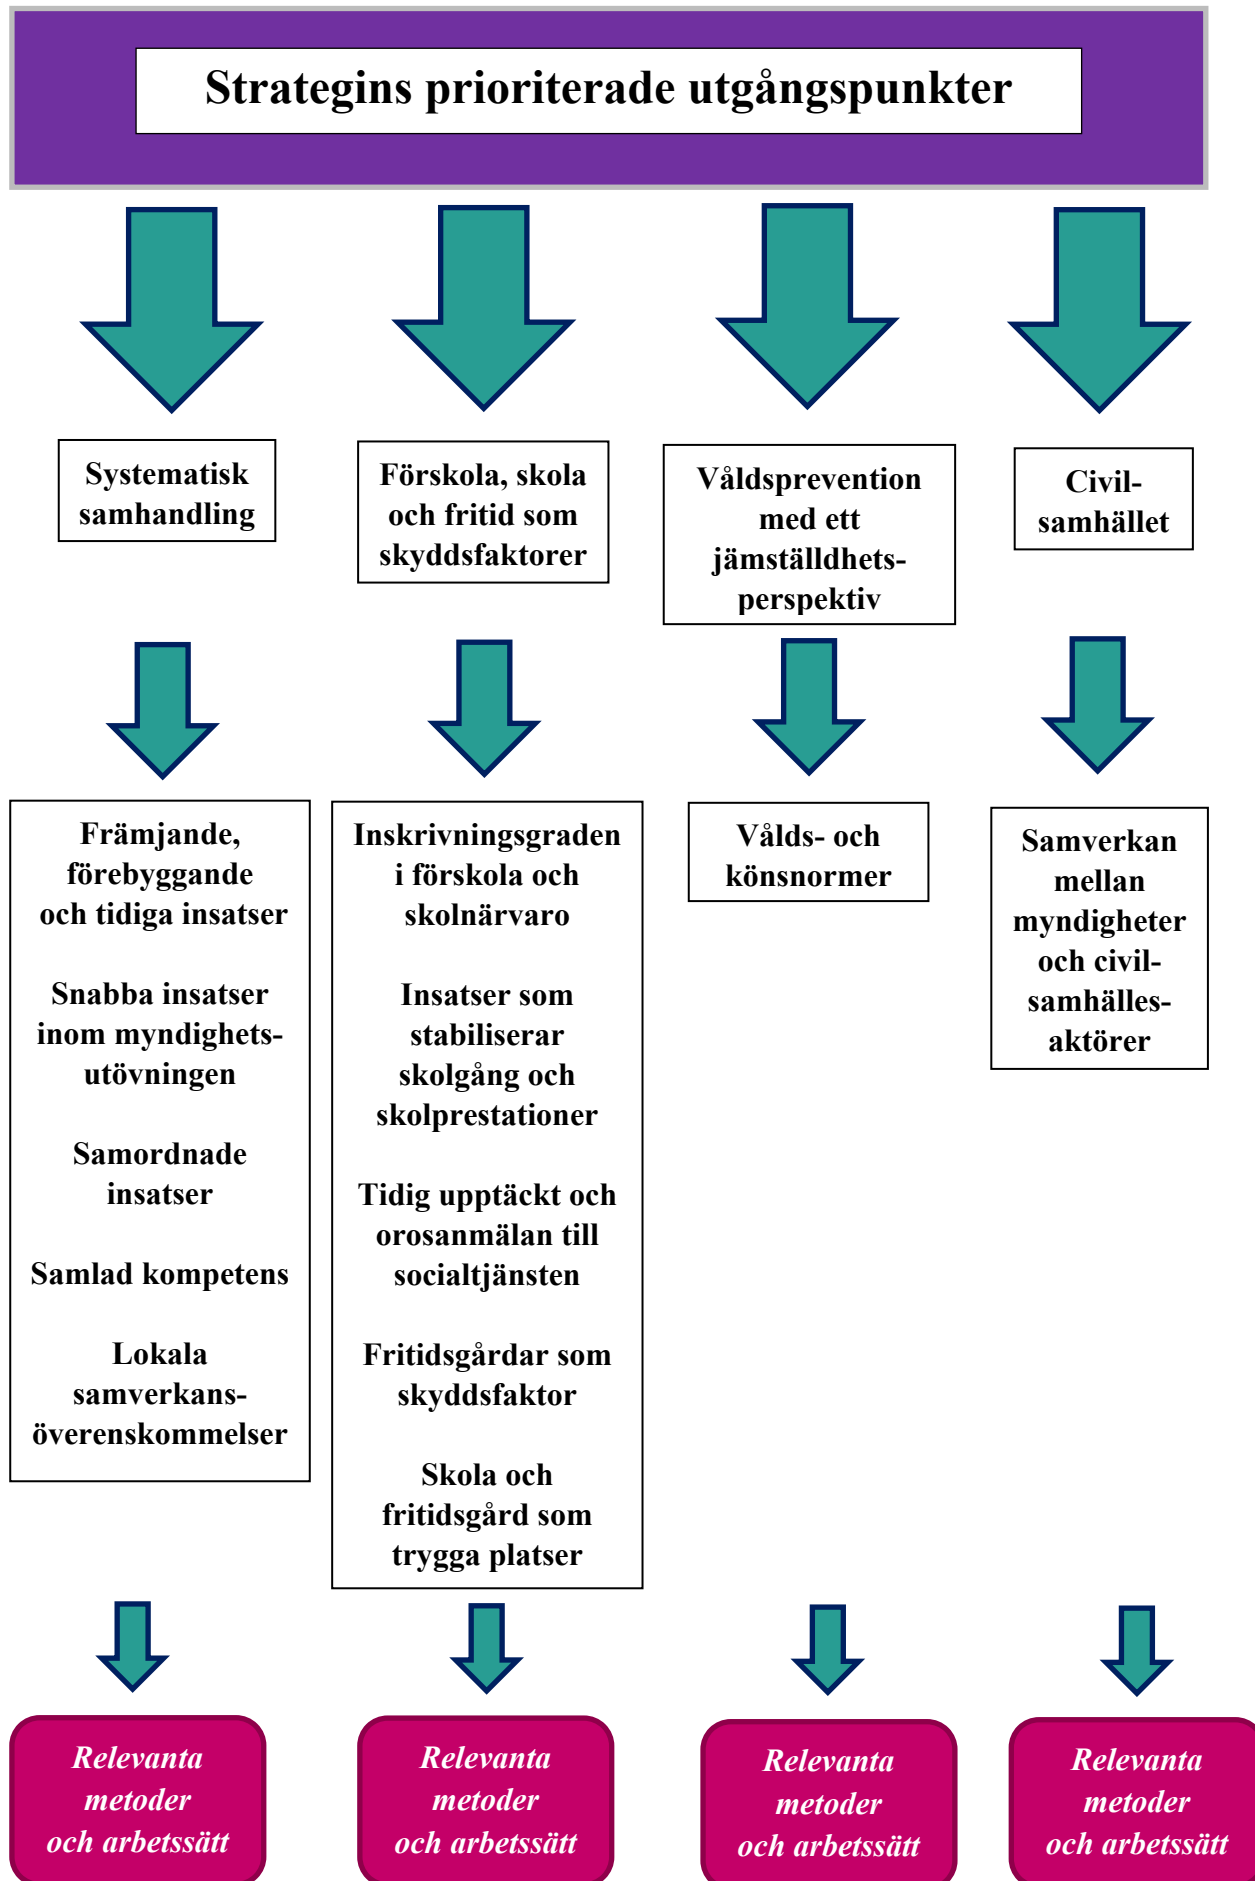 Strategins prioriterade utgångspunkter
Systematisk
samhandling
Förskola, skola
och fritid som
skyddsfaktorer
Våldsprevention
med ett
jämställdhets-
perspektiv
Civil-
samhället
Främjande,
förebyggande
och tidiga insatser
Snabba insatser
inom myndighets-
utövningen
Samordnade
insatser
Samlad kompetens
Lokala
samverkans-
överenskommelser
Inskrivningsgraden
i förskola och
skolnärvaro
Insatser som
stabiliserar
skolgång och
skolprestationer
Tidig upptäckt och
orosanmälan till
socialtjänsten
Fritidsgårdar som
skyddsfaktor
Skola och
fritidsgård som
trygga platser
Vålds- och
könsnormer
Samverkan
mellan
myndigheter
och civil-
samhälles-
aktörer
Relevanta
metoder
och arbetssätt
Relevanta
metoder
och arbetssätt
Relevanta
metoder
och arbetssätt
Relevanta
metoder
och arbetssätt